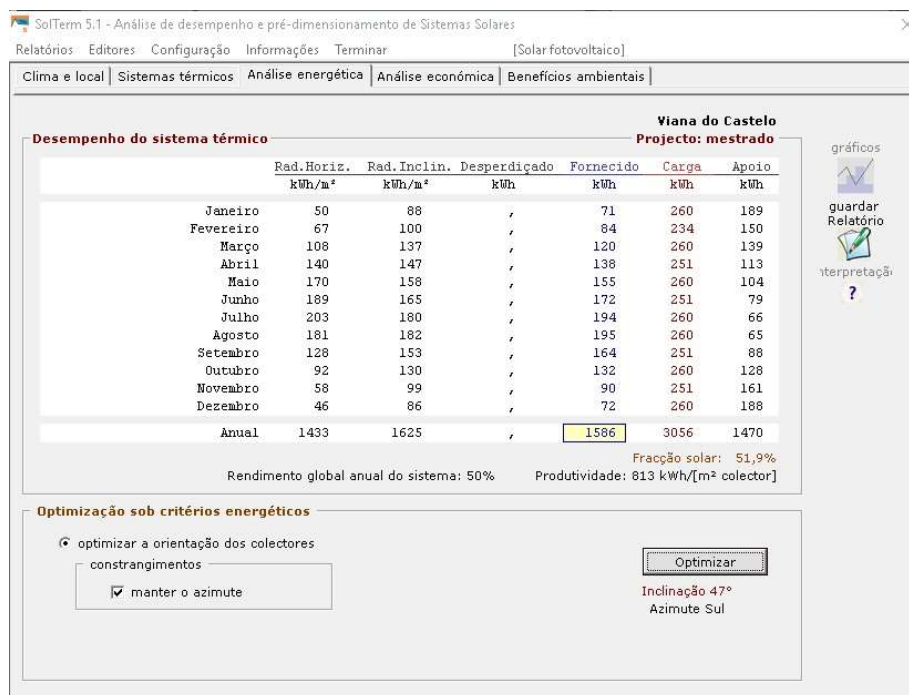 SolTerm 5.1 - Análise de desempenho e pré-dimensionamento de Sistemas Solares
Relatórios Editores Configuração Informações Terminar [Solar fotovoltaico]
Clima e local Sistemas térmicos Análise energética Análise económica Benefícios ambientais
Viana do Castelo
Desempenho do sistema térmico Projecto: mestrado
gráficos
Rad.Horiz. Rad.Inclin. Desperdiçado Fornecido Carga Apoio
kWh/m² kWh/m² kWh kWh kWh kWh
guardar
Relatório
Janeiro 50 88 , 71 260 189
Fevereiro 67 100 , 84 234 150
Março 108 137 , 120 260 139
Abril 140 147 , 138 251 113
Maio 170 158 , 155 260 104
nterpretaçã
?
Junho 189 165 , 172 251 79
Julho 203 180 , 194 260 66
Agosto 181 182 , 195 260 65
Setembro 128 153 , 164 251 88
Outubro 92 130 , 132 260 128
Novembro 58 99 , 90 251 161
Dezembro 46 86 , 72 260 188
Anual 1433 1625 , 1586 3056 1470
Fracção solar: 51,9%
Rendimento global anual do sistema: 50% Produtividade: 813 kWh/[m² colector]
Optimização sob critérios energéticos
optimizar a orientação dos colectores
constrangimentos
manter o azimute
Optimizar
Inclinação 47°
Azimute Sul